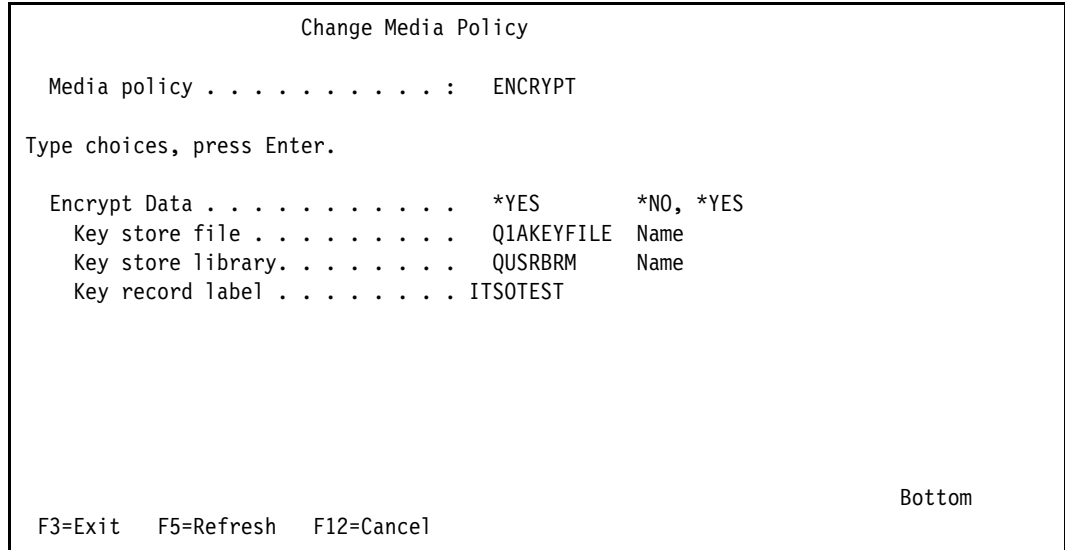 Change Media Policy
Media policy . . . . . . . . . . : ENCRYPT
Type choices, press Enter.
Encrypt Data . . . . . . . . . . . *YES *NO, *YES
Key store file . . . . . . . . . Q1AKEYFILE Name
Key store library. . . . . . . . QUSRBRM Name
Key record label . . . . . . . . ITSOTEST
Bottom
F3=Exit F5=Refresh F12=Cancel